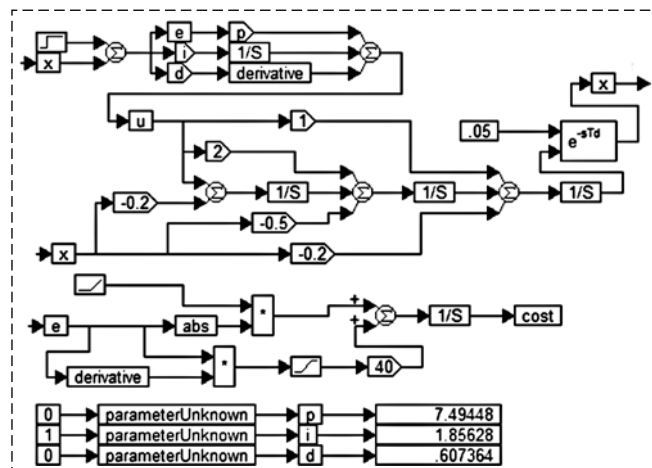 e p
x Σ i 1/S Σ
d derivative
x
u 1
.05 e^-sTd
2
Σ 1/S Σ 1/S Σ 1/S
-0.2
-0.5
x -0.2
*
+
e abs Σ 1/S cost
+
*
derivative 40
0 parameterUnknown p 7.49448
1 parameterUnknown i 1.85628
0 parameterUnknown d .607364